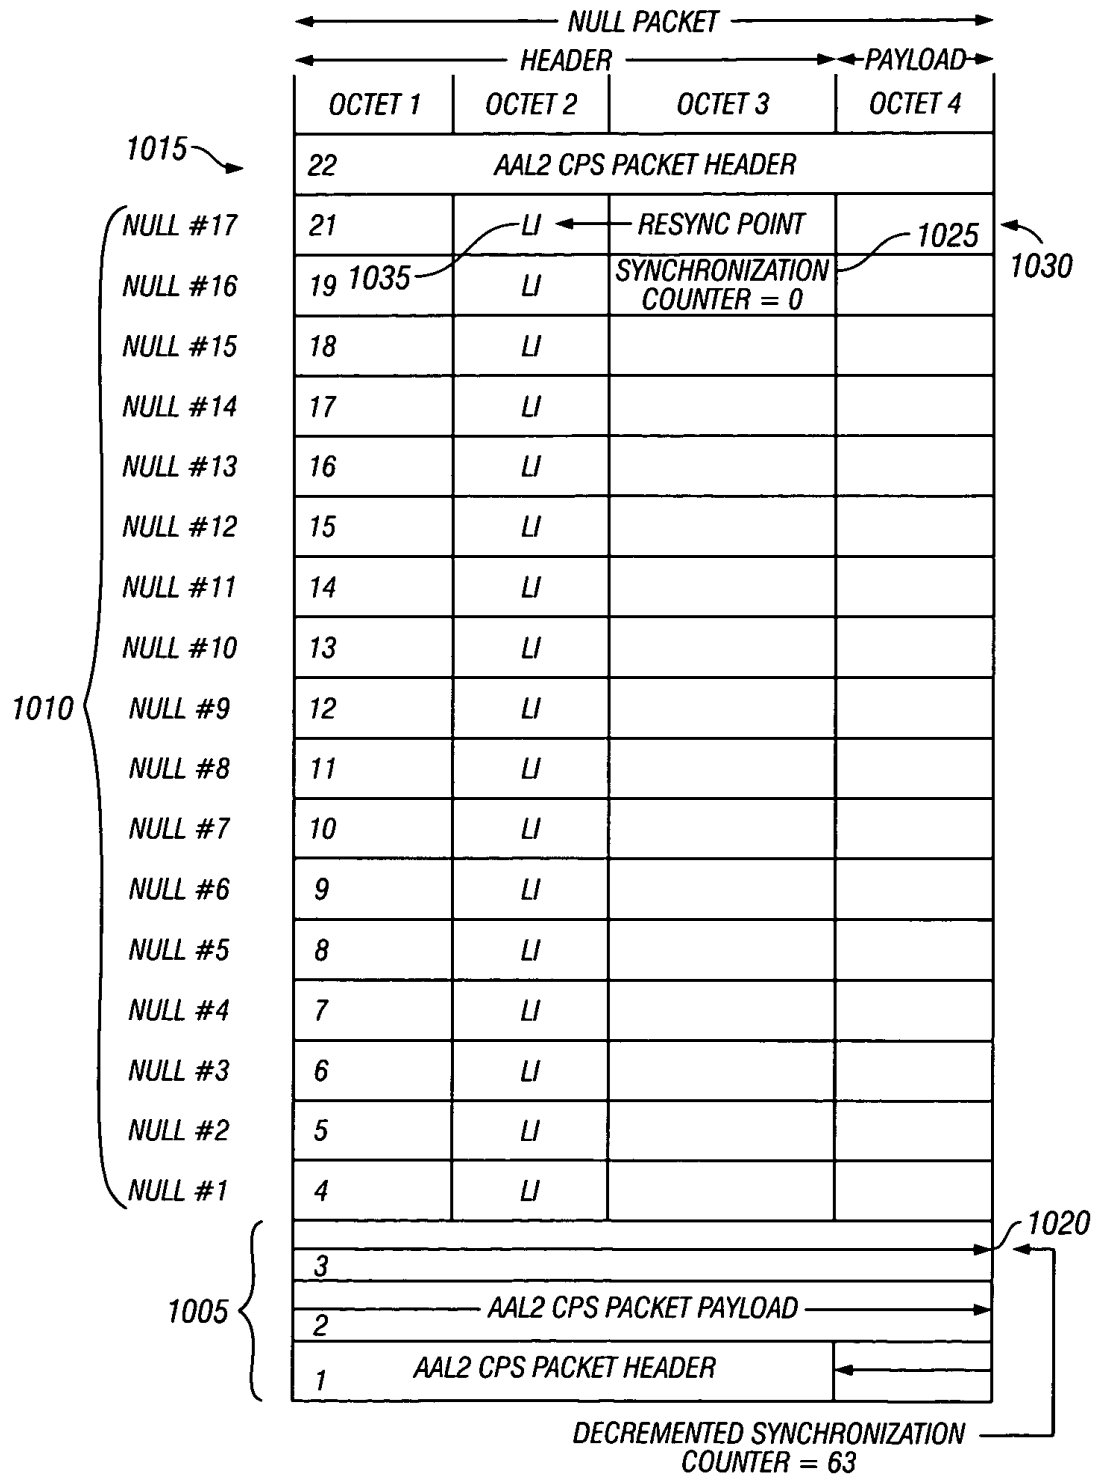 NULL PACKET
HEADER PAYLOAD
OCTET 1 OCTET 2 OCTET 3 OCTET 4
1015 22 AAL2 CPS PACKET HEADER
NULL #17 21 LI RESYNC POINT 1025 1030
NULL #16 19 1035 LI SYNCHRONIZATION
COUNTER = 0
NULL #15 18 LI
NULL #14 17 LI
NULL #13 16 LI
NULL #12 15 LI
NULL #11 14 LI
NULL #10 13 LI
1010 NULL #9 12 LI
NULL #8 11 LI
NULL #7 10 LI
NULL #6 9 LI
NULL #5 8 LI
NULL #4 7 LI
NULL #3 6 LI
NULL #2 5 LI
NULL #1 4 LI
1020
3
1005 AAL2 CPS PACKET PAYLOAD
2
1 AAL2 CPS PACKET HEADER
DECREMENTED SYNCHRONIZATION
COUNTER = 63